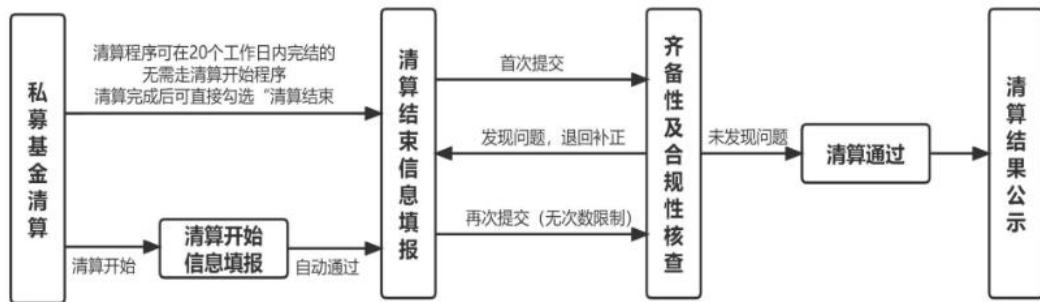 私募基金清算
清算程序可在20个工作日内完结的
无需走清算开始程序
清算完成后可直接勾选“清算结束
清算开始
清算开始
信息填报
自动通过
清算结束信息填报
首次提交
发现问题，退回补正
再次提交（无次数限制）
齐备性及合规性核查
未发现问题
清算通过
清算结果公示